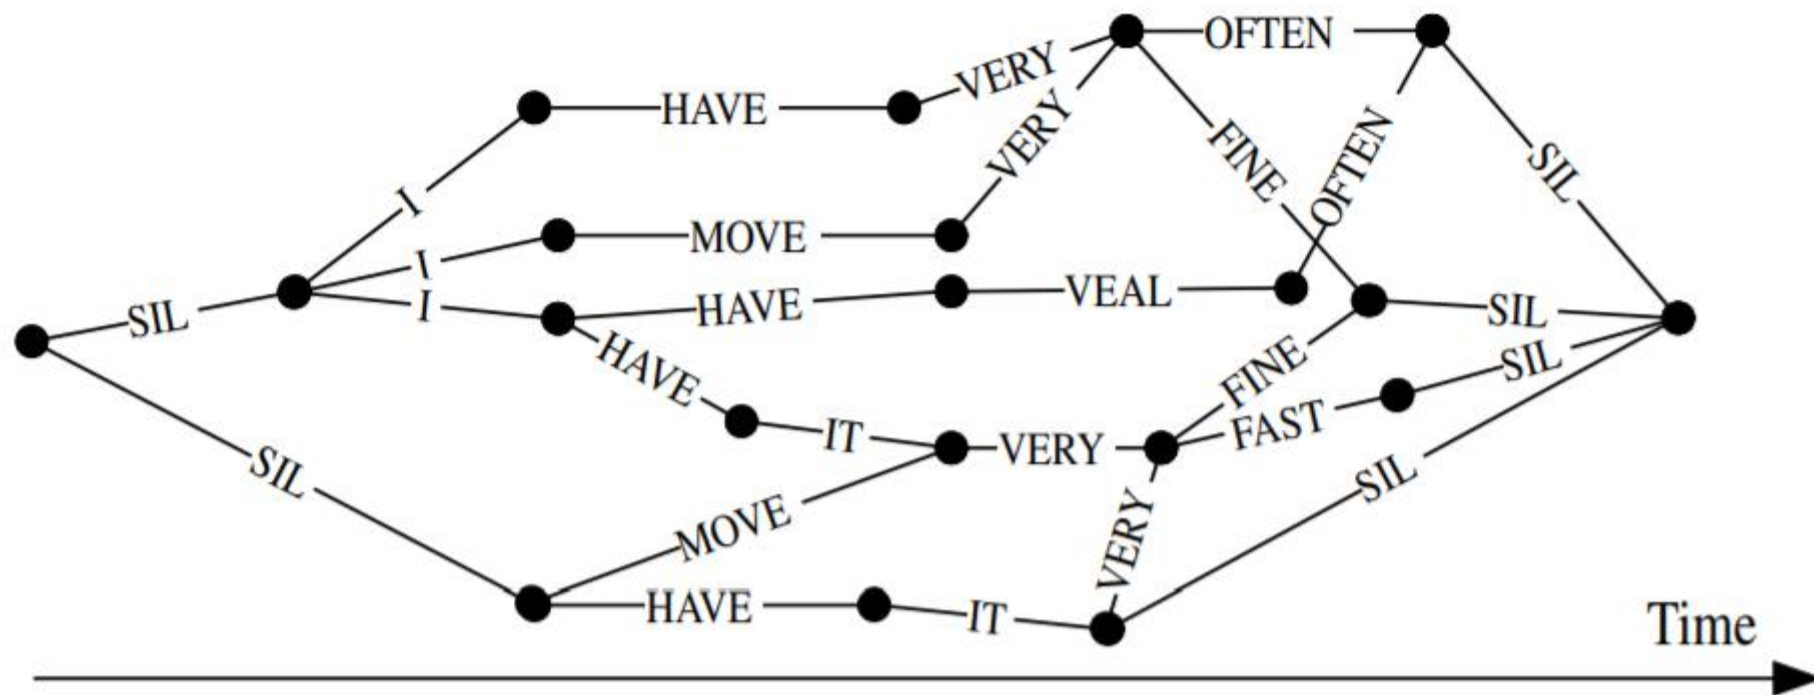 OFTEN
VERY
HAVE
VERY
FINE
OFTEN
SIL
I
MOVE
I
SIL
I
HAVE
VEAL
SIL
HAVE
FINE
SIL
IT
VERY
FAST
SIL
MOVE
SIL
VERY
HAVE
IT
Time